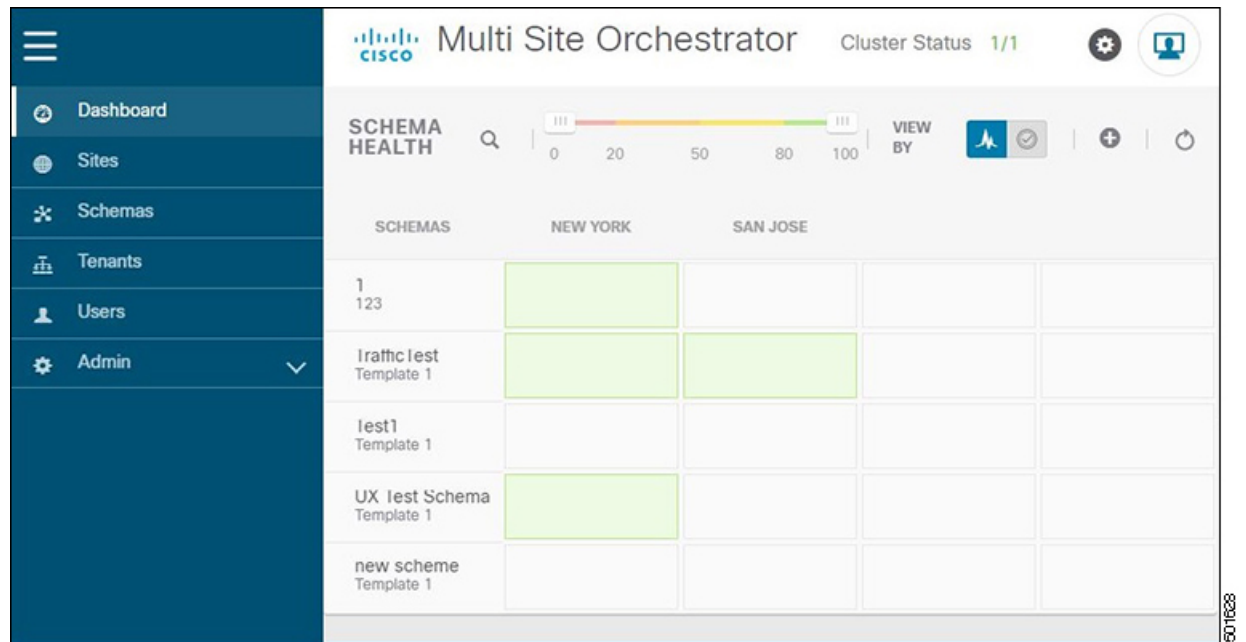 CISCO Multi Site Orchestrator Cluster Status 1/1
Dashboard
Sites
Schemas
Tenants
Users
Admin
SCHEMA
HEALTH
0 20 50 80 100
VIEW
BY
SCHEMAS NEW YORK SAN JOSE
1
123
TrafficTest
Template 1
Test1
Template 1
UX Test Schema
Template 1
new scheme
Template 1
501628